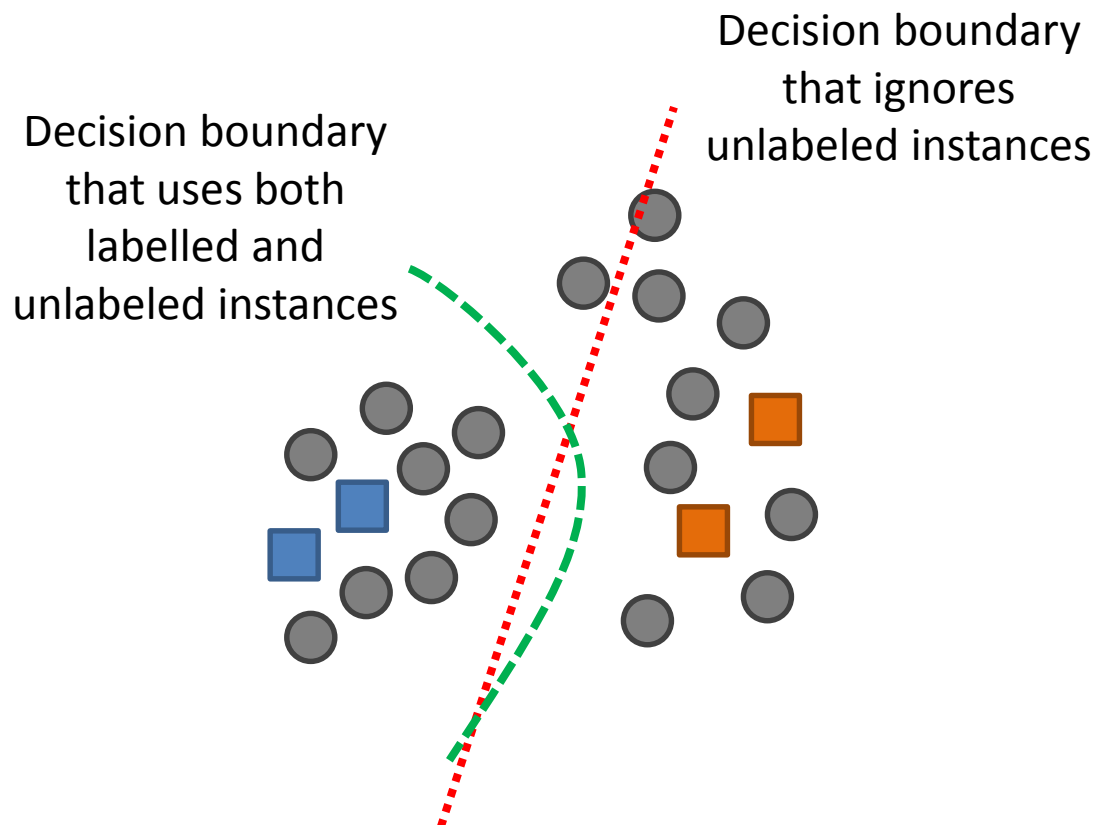 Decision boundary
that uses both
labelled and
unlabeled instances
Decision boundary
that ignores
unlabeled instances